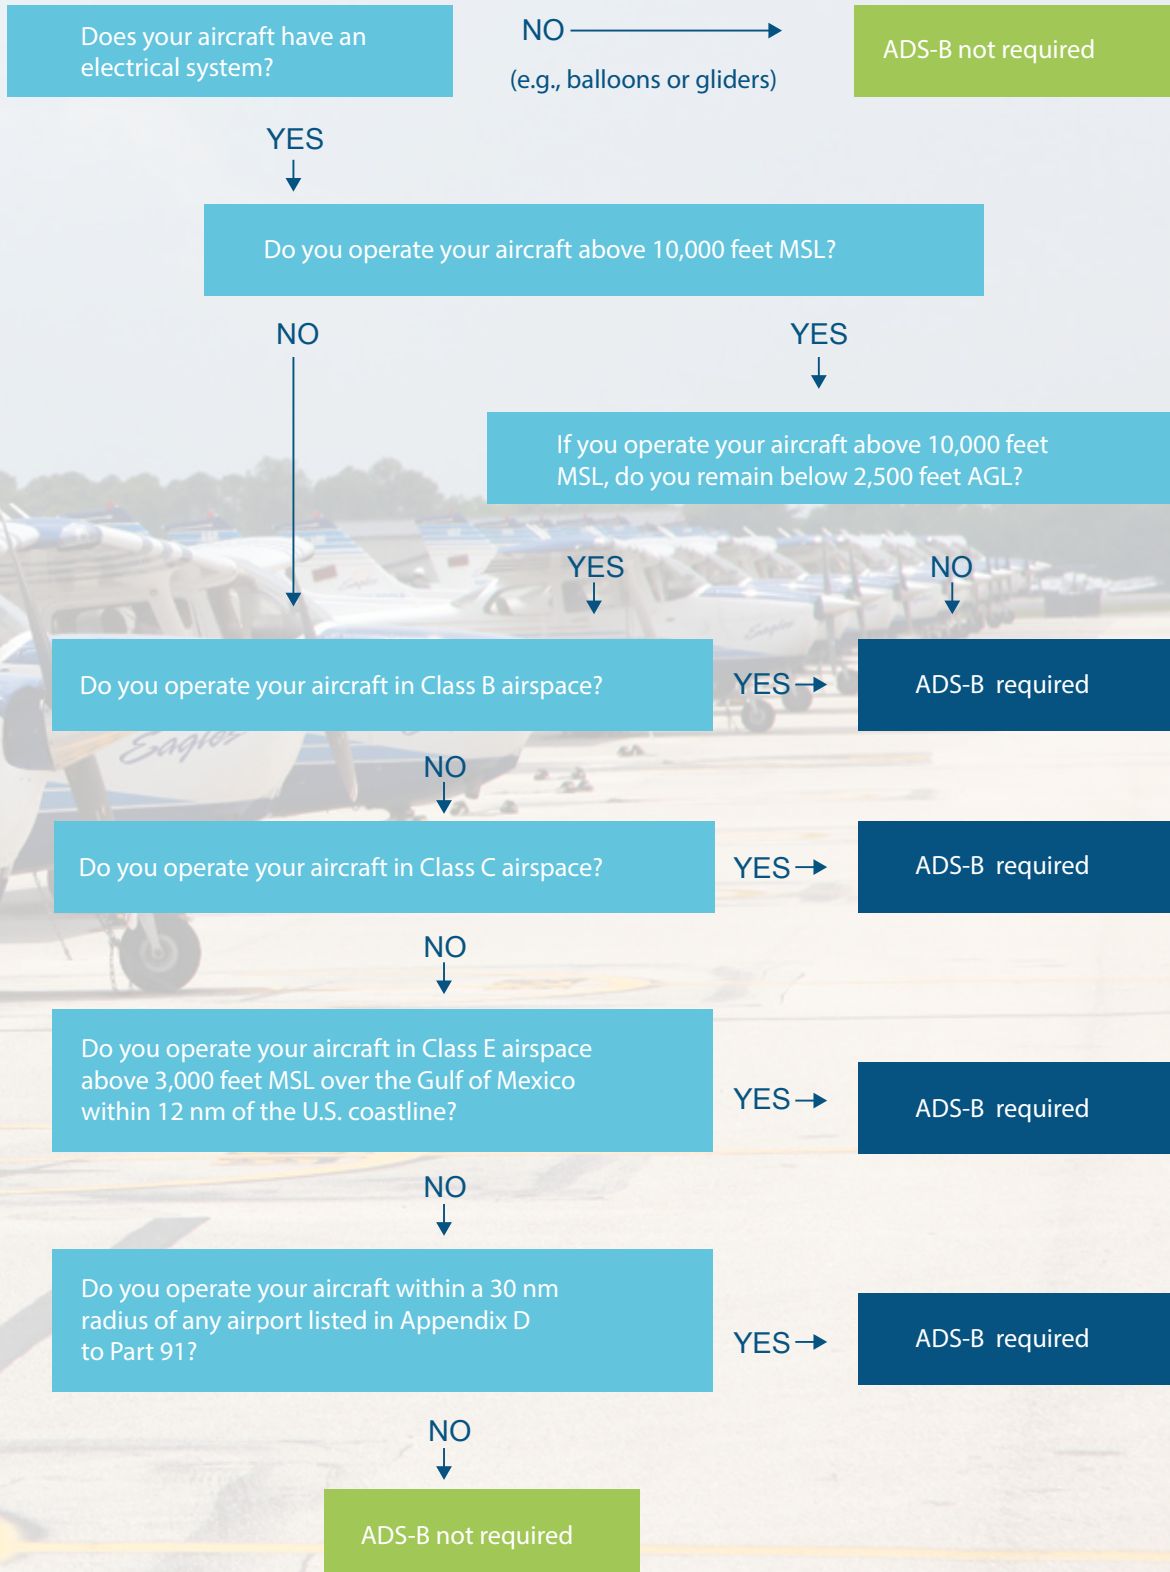 Does your aircraft have an
electrical system?
NO
(e.g., balloons or gliders)
ADS-B not required
YES
Do you operate your aircraft above 10,000 feet MSL?
NO
YES
If you operate your aircraft above 10,000 feet
MSL, do you remain below 2,500 feet AGL?
YES
NO
Do you operate your aircraft in Class B airspace?
YES
ADS-B required
NO
Do you operate your aircraft in Class C airspace?
YES
ADS-B required
NO
Do you operate your aircraft in Class E airspace
above 3,000 feet MSL over the Gulf of Mexico
within 12 nm of the U.S. coastline?
YES
ADS-B required
NO
Do you operate your aircraft within a 30 nm
radius of any airport listed in Appendix D
to Part 91?
YES
ADS-B required
NO
ADS-B not required
Eagles
Eagles
Eagles